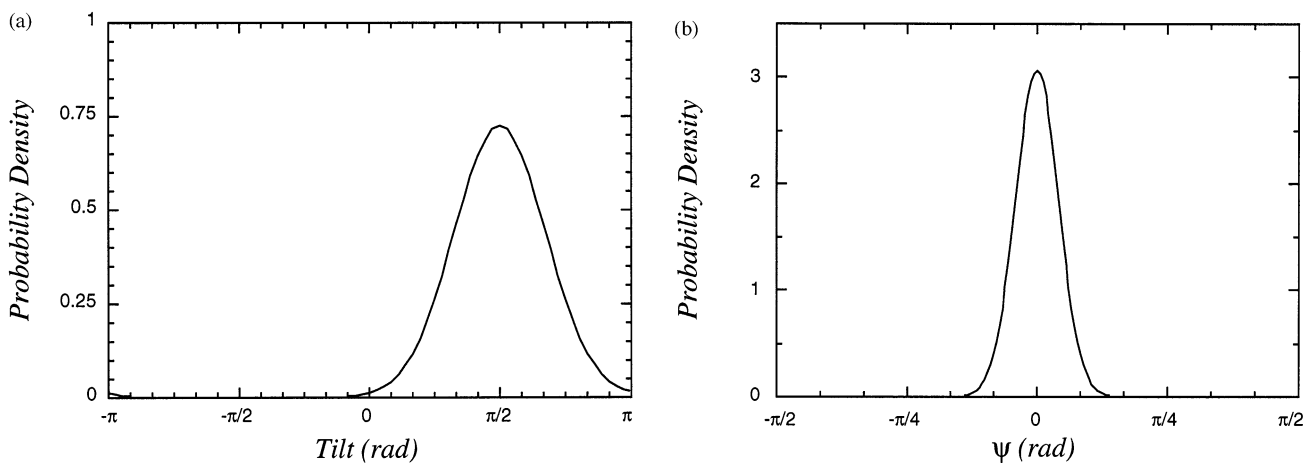 (a)
Probability Density
1
0.75
0.5
0.25
0
-π
-π/2
0
π/2
π
Tilt (rad)
(b)
Probability Density
3
2
1
0
-π/2
-π/4
0
π/4
π/2
ψ (rad)